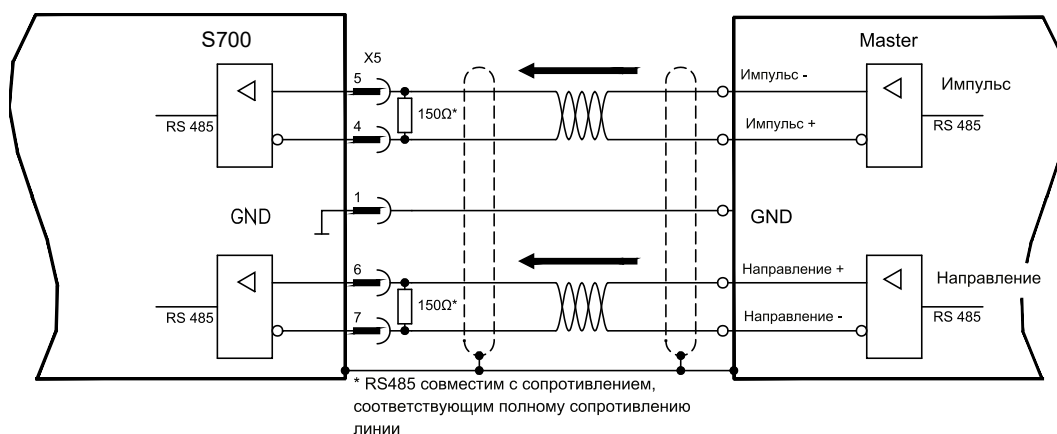 S700
X5
Master
5
Импульс -
Импульс
150Ω*
RS 485
4
Импульс +
RS 485
1
GND
GND
6
Направление +
Направление
150Ω*
RS 485
7
Направление -
RS 485
* RS485 совместим с сопротивлением,
соответствующим полному сопротивлению
линии